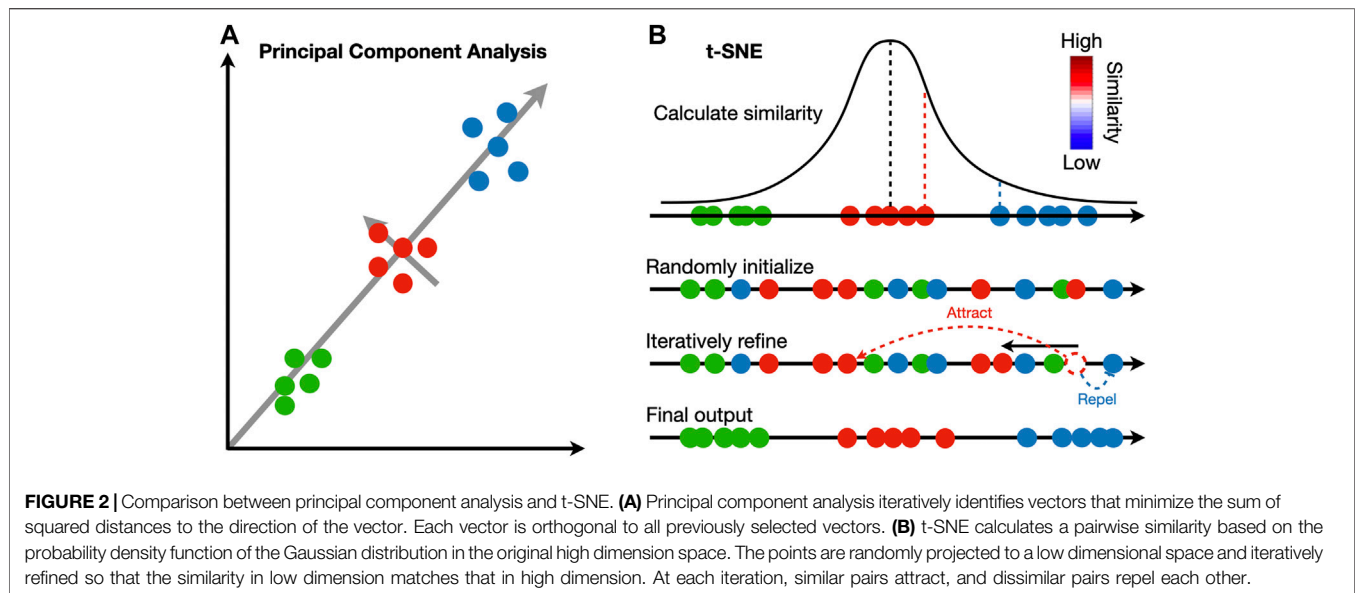 A
Principal Component Analysis
B
t-SNE
Calculate similarity
High
Similarity
Low
Randomly initialize
Attract
Iteratively refine
Repel
Final output
FIGURE 2 | Comparison between principal component analysis and t-SNE. (A) Principal component analysis iteratively identifies vectors that minimize the sum of
squared distances to the direction of the vector. Each vector is orthogonal to all previously selected vectors. (B) t-SNE calculates a pairwise similarity based on the
probability density function of the Gaussian distribution in the original high dimension space. The points are randomly projected to a low dimensional space and iteratively
refined so that the similarity in low dimension matches that in high dimension. At each iteration, similar pairs attract, and dissimilar pairs repel each other.